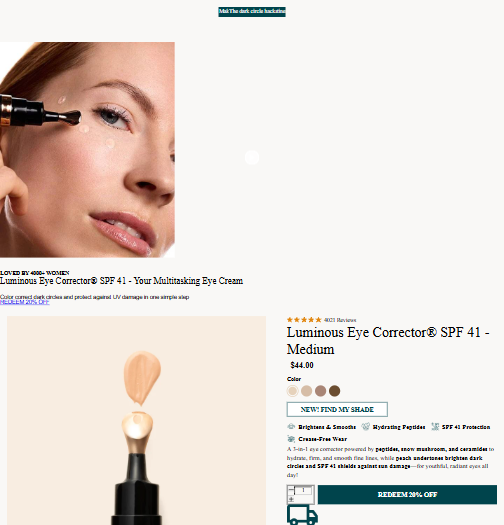 The dark circle hackation
LOVED BY 4000+ WOMEN
Luminous Eye Corrector® SPF 41 - Your Multitasking Eye Cream
Color correct dark circles and protect against UV damage in one simple step
REDEEM 20% OFF
4023 Reviews
Luminous Eye Corrector® SPF 41 -
Medium
$44.00
Color
NEW! FIND MY SHADE
Brightens & Smooths Hydrating Peptides SPF 41 Protection
Crease-Free Wear
A 3-in-1 eye corrector powered by peptides, snow mushroom, and ceramides to
hydrate, firm, and smooth fine lines, while peach undertones brighten dark
circles and SPF 41 shields against sun damage—for youthful, radiant eyes all
day!
1
REDEEM 20% OFF